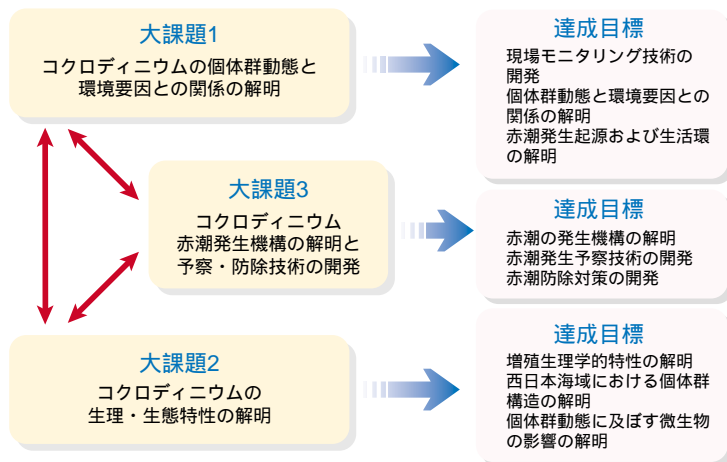 大課題1
コクロディニウムの個体群動態と
環境要因との関係の解明
達成目標
現場モニタリング技術の
開発
個体群動態と環境要因との
関係の解明
赤潮発生起源および生活環
の解明
大課題3
コクロディニウム
赤潮発生機構の解明と
予察・防除技術の開発
達成目標
赤潮の発生機構の解明
赤潮発生予察技術の開発
赤潮防除対策の開発
大課題2
コクロディニウムの
生理・生態特性の解明
達成目標
増殖生理学的特性の解明
西日本海域における個体群
構造の解明
個体群動態に及ぼす微生物
の影響の解明